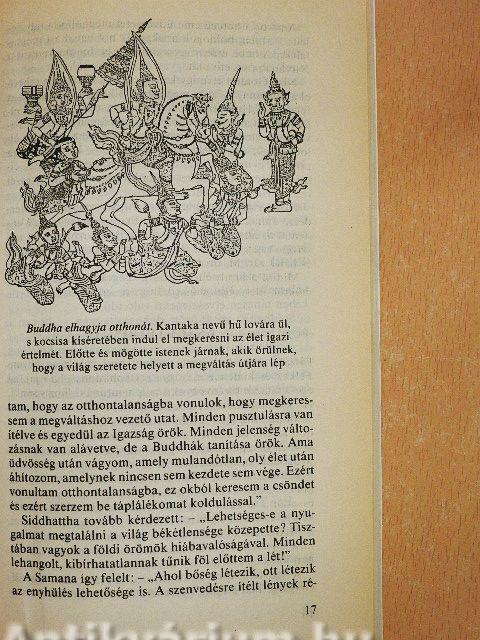 Buddha elhagyja otthonát. Kantaka nevű hű lovára ül,
s kocsisa kíséretében indul el megkeresni az élet igazi
értelmét. Előtte és mögötte istenek járnak, akik örülnek,
hogy a világ szeretete helyett a megváltás útjára lép
tam, hogy az otthontalanságba vonulok, hogy megkeres-
sem a megváltáshoz vezető utat. Minden pusztulásra van
ítélve és egyedül az Igazság örök. Minden jelenség válto-
zásnak van alávetve, de a Buddhák tanítása örök. Ama
üdvösség után vágyom, amely mulandótlan, oly élet után
áhítozom, amelynek nincsen sem kezdete sem vége. Ezért
vonultam otthontalanságba, ez okból keresem a csöndet
és ezért szerzem be táplálékomat koldulással.”
Siddhattha tovább kérdezett: – „Lehetséges-e a nyu-
galmat megtalálni a világ békétlensége közepette? Tisz-
tában vagyok a földi örömök hiábavalóságával. Minden
lehangolt, kibírhatatlannak tűnik föl előttem a lét!”
A Samana így felelt: – „Ahol bőség létezik, ott létezik
az enyhülés lehetősége is. A szenvedésre ítélt lények ré-
17
Antikvarium.hu